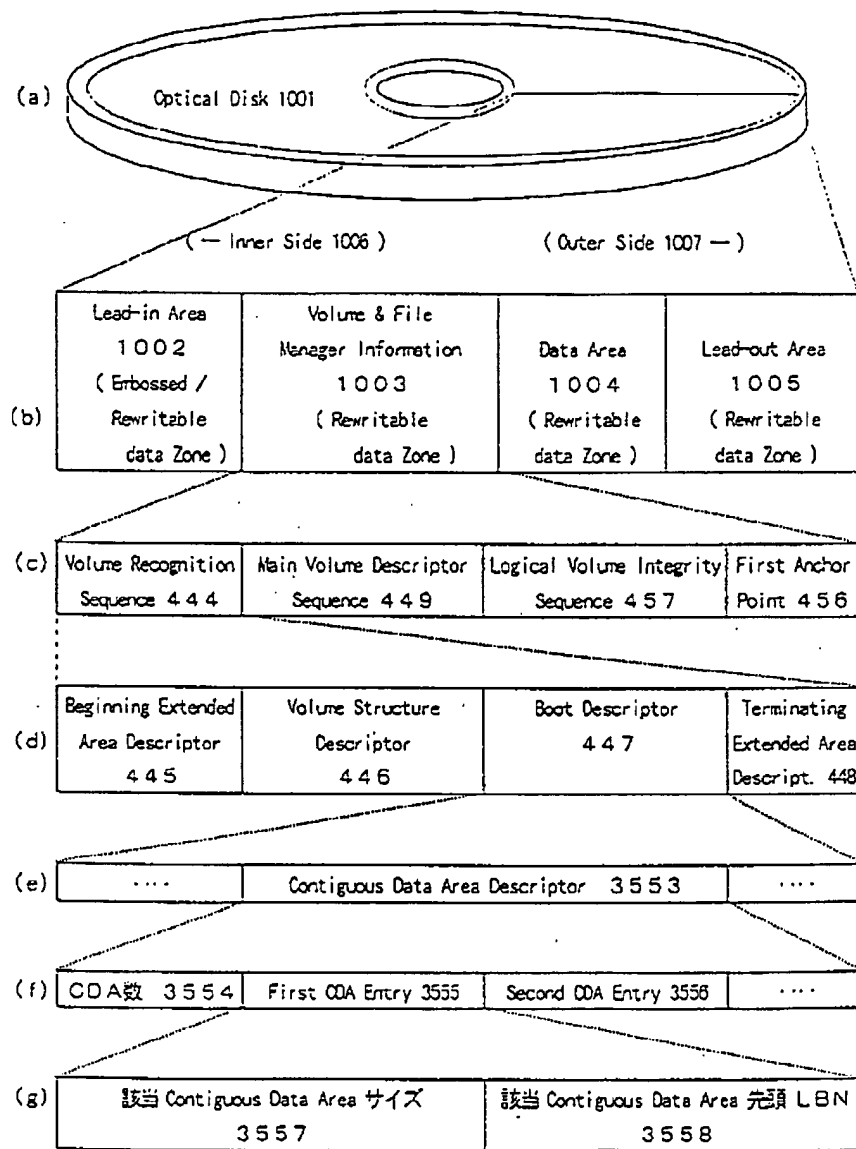 (a)
Optical Disk 1001
(← Inner Side 1006 )
(Outer Side 1007 →)
(b)
Lead-in Area
1002
( Embossed /
Rewritable
data Zone )
Volume & File
Manager Information
1003
( Rewritable
data Zone )
Data Area
1004
( Rewritable
data Zone )
Lead-out Area
1005
( Rewritable
data Zone )
(c)
Volume Recognition
Sequence 444
Main Volume Descriptor
Sequence 449
Logical Volume Integrity
Sequence 457
First Anchor
Point 456
(d)
Beginning Extended
Area Descriptor
445
Volume Structure
Descriptor
446
Boot Descriptor
447
Terminating
Extended Area
Descript. 448
(e)
····
Contiguous Data Area Descriptor 3553
····
(f)
CDA数 3554
First CDA Entry 3555
Second CDA Entry 3556
····
(g)
該当 Contiguous Data Area サイズ
3557
該当 Contiguous Data Area 先頭 LBN
3558